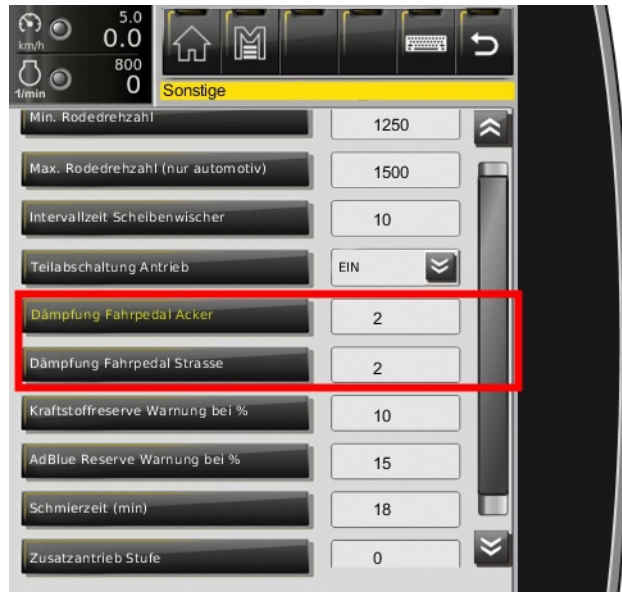 5.0
km/h 0.0
800
1/min 0
Sonstige
Min. Rodedrehzahl 1250
Max. Rodedrehzahl (nur automotiv) 1500
Intervallzeit Scheibenwischer 10
Teilabschaltung Antrieb EIN
Dämpfung Fahrpedal Acker 2
Dämpfung Fahrpedal Strasse 2
Kraftstoffreserve Warnung bei % 10
AdBlue Reserve Warnung bei % 15
Schmierzeit (min) 18
Zusatzantrieb Stufe 0